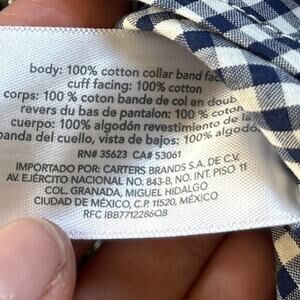 body: 100% cotton collar band fac
cuff facing: 100% cotton
corps: 100 % coton bande de col en doub
revers du bas de pantalon: 100 % coton
cuerpo: 100% algodón revestimiento de la
banda del cuello, vista de bajos: 100% algodó
RN# 35623 CA# 53061
IMPORTADO POR: CARTERS BRANDS S.A. DE C.V.
AV. EJÉRCITO NACIONAL NO. 843-B, NO. INT. PISO 11
COL. GRANADA, MIGUEL HIDALGO
CIUDAD DE MÉXICO, C.P. 11520, MÉXICO
RFC IBB7712286Q8